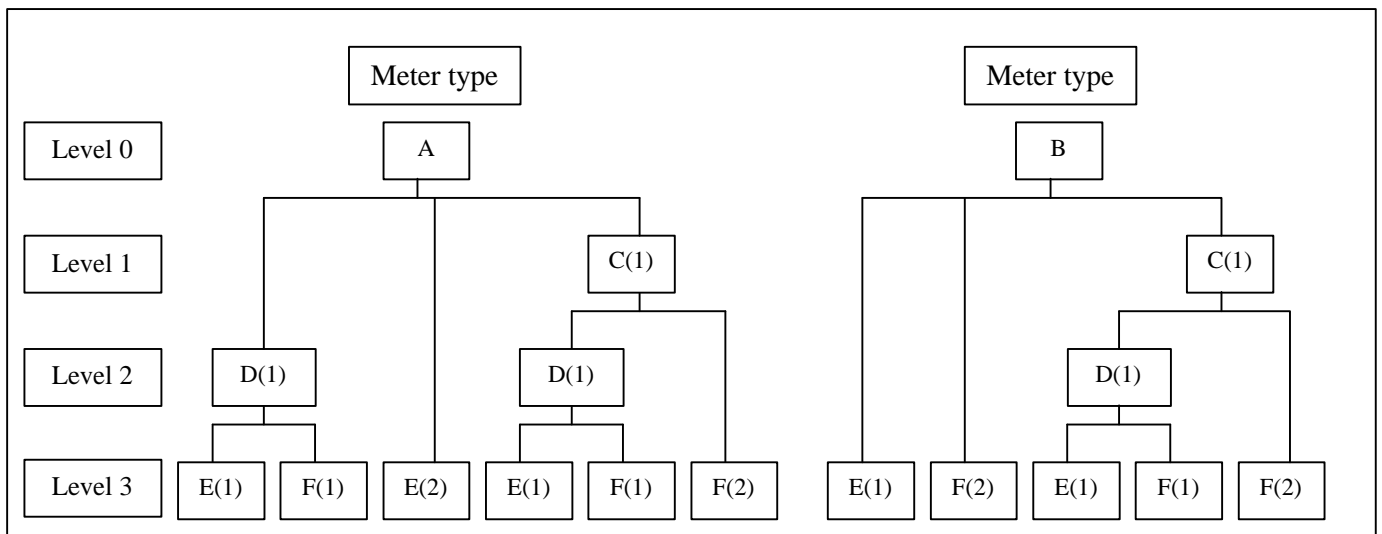 Meter type Meter type
Level 0 A B
Level 1 C(1) C(1)
Level 2 D(1) D(1) D(1)
Level 3 E(1) F(1) E(2) E(1) F(1) F(2) E(1) F(2) E(1) F(1) F(2)